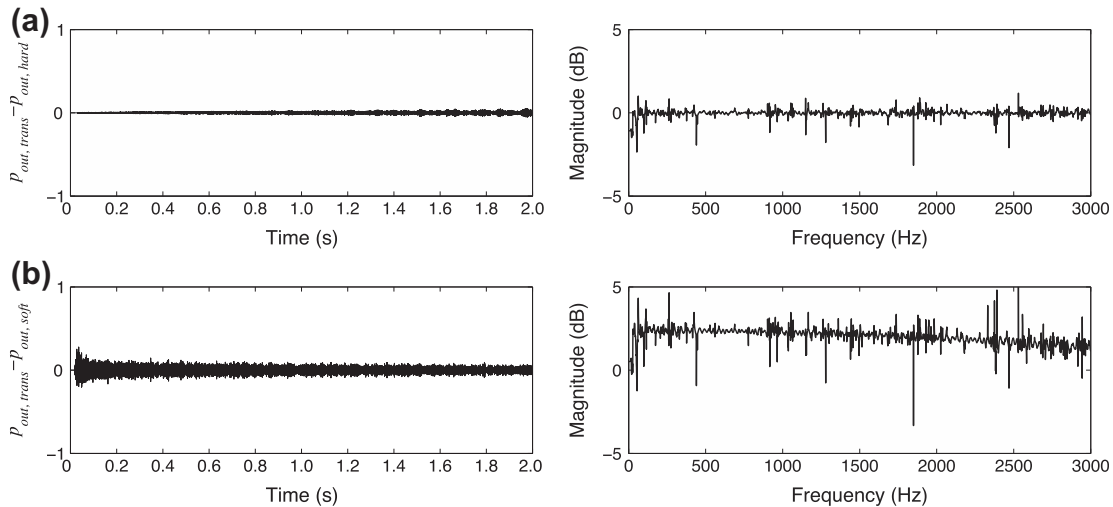 (a)
1
0
−1
p_out, trans−p_out, hard
0 0.2 0.4 0.6 0.8 1.0 1.2 1.4 1.6 1.8 2.0
Time (s)
5
0
−5
Magnitude (dB)
0 500 1000 1500 2000 2500 3000
Frequency (Hz)
(b)
1
0
−1
p_out, trans−p_out, soft
0 0.2 0.4 0.6 0.8 1.0 1.2 1.4 1.6 1.8 2.0
Time (s)
5
0
−5
Magnitude (dB)
0 500 1000 1500 2000 2500 3000
Frequency (Hz)